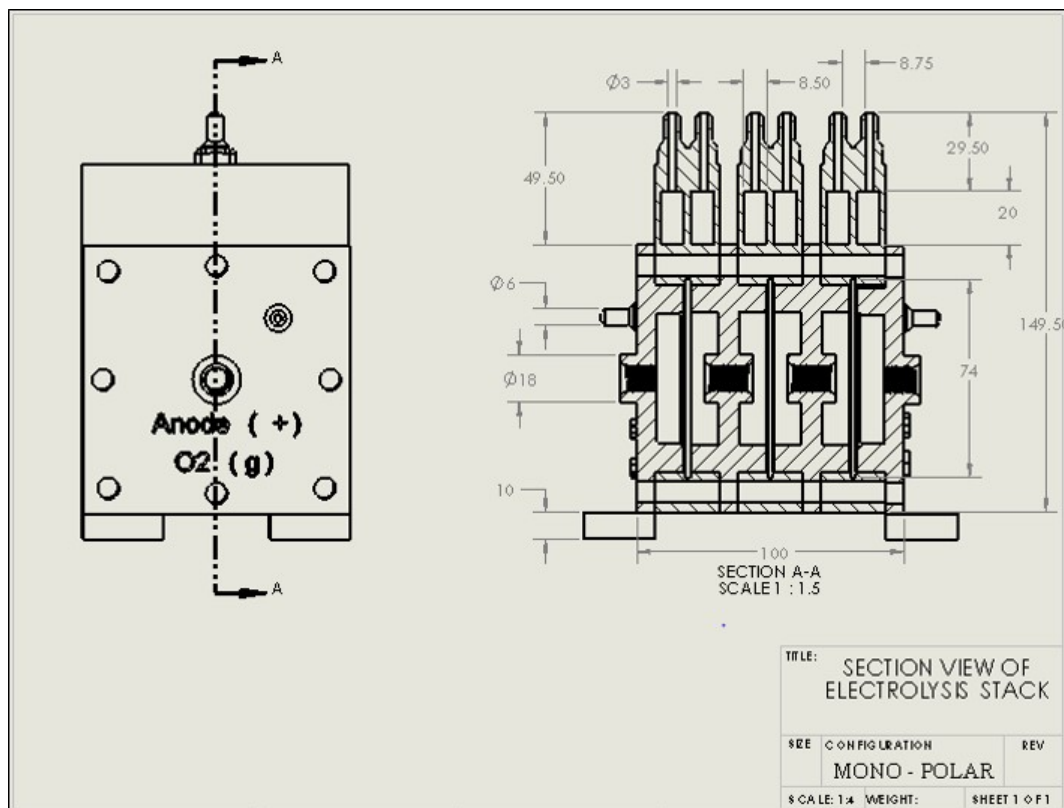 A
Anode (+)
O2 (g)
A
Ø3
8.50
8.75
49.50
29.50
20
Ø6
149.50
Ø18
74
10
100
SECTION A-A
SCALE 1 : 1.5
TITLE:
SECTION VIEW OF
ELECTROLYSIS STACK
SIZE CONFIGURATION REV
MONO - POLAR
SCALE: 1:4 WEIGHT: SHEET 1 OF 1